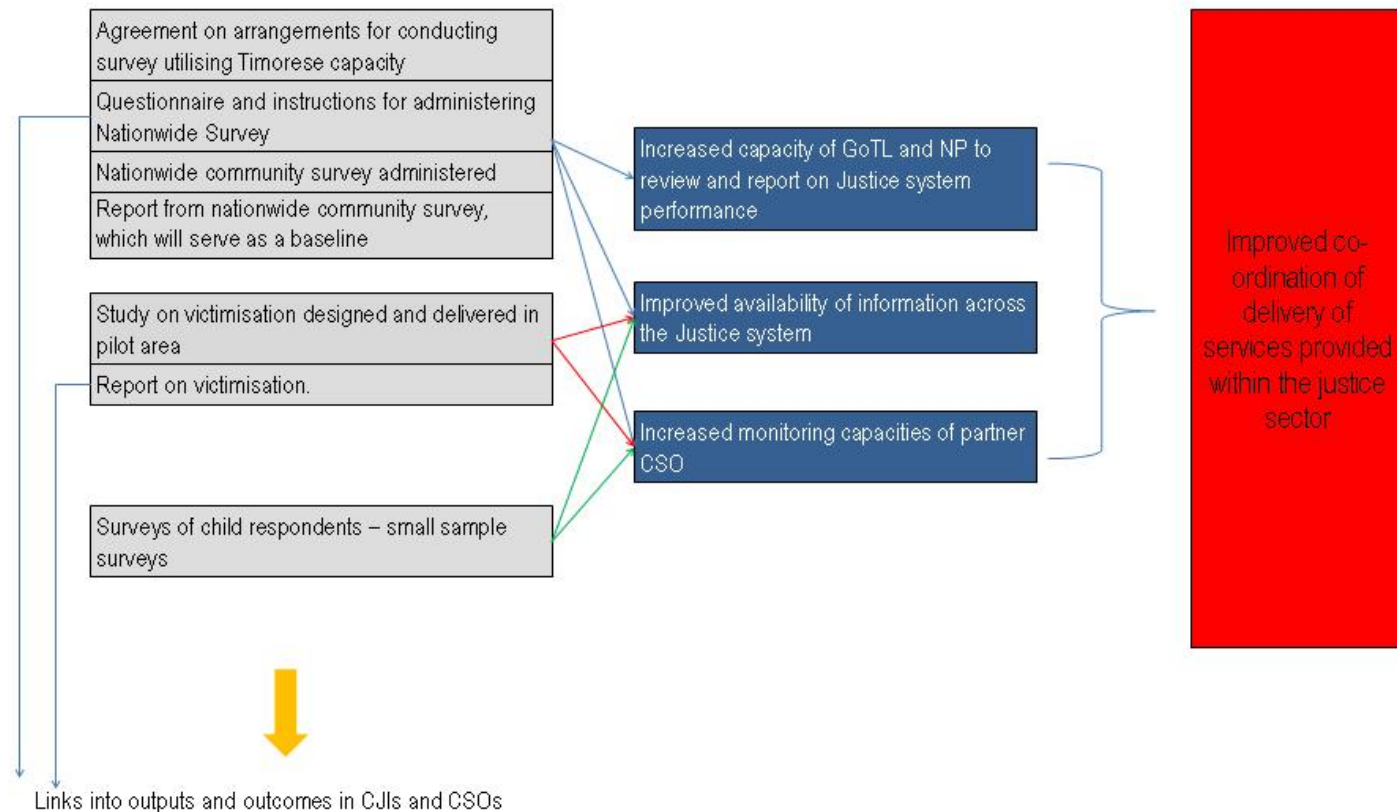 Agreement on arrangements for conducting
survey utilising Timorese capacity
Questionnaire and instructions for administering
Nationwide Survey
Nationwide community survey administered
Report from nationwide community survey,
which will serve as a baseline
Study on victimisation designed and delivered in
pilot area
Report on victimisation.
Surveys of child respondents – small sample
surveys
Increased capacity of GoTL and NP to
review and report on Justice system
performance
Improved availability of information across
the Justice system
Increased monitoring capacities of partner
CSO
Improved co-
ordination of
delivery of
services provided
within the justice
sector
Links into outputs and outcomes in CJIs and CSOs